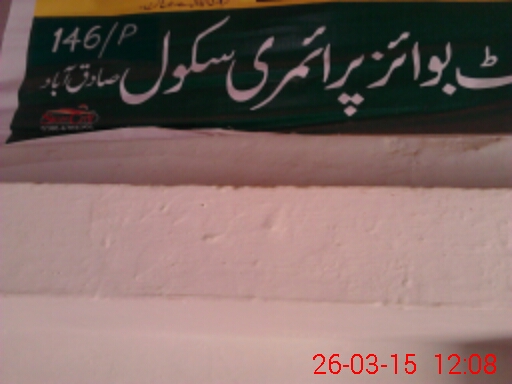 ٹ بوائز پرائمری سکول 146/P
صادق آباد
26-03-15 12:08